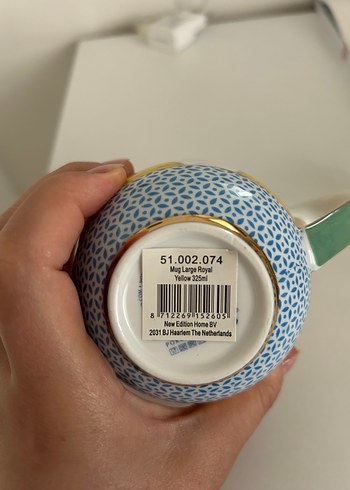 51.002.074
Mug Large Royal
Yellow 325ml
8 712269 152605
New Edition Home BV
2031 BJ Haarlem The Netherlands